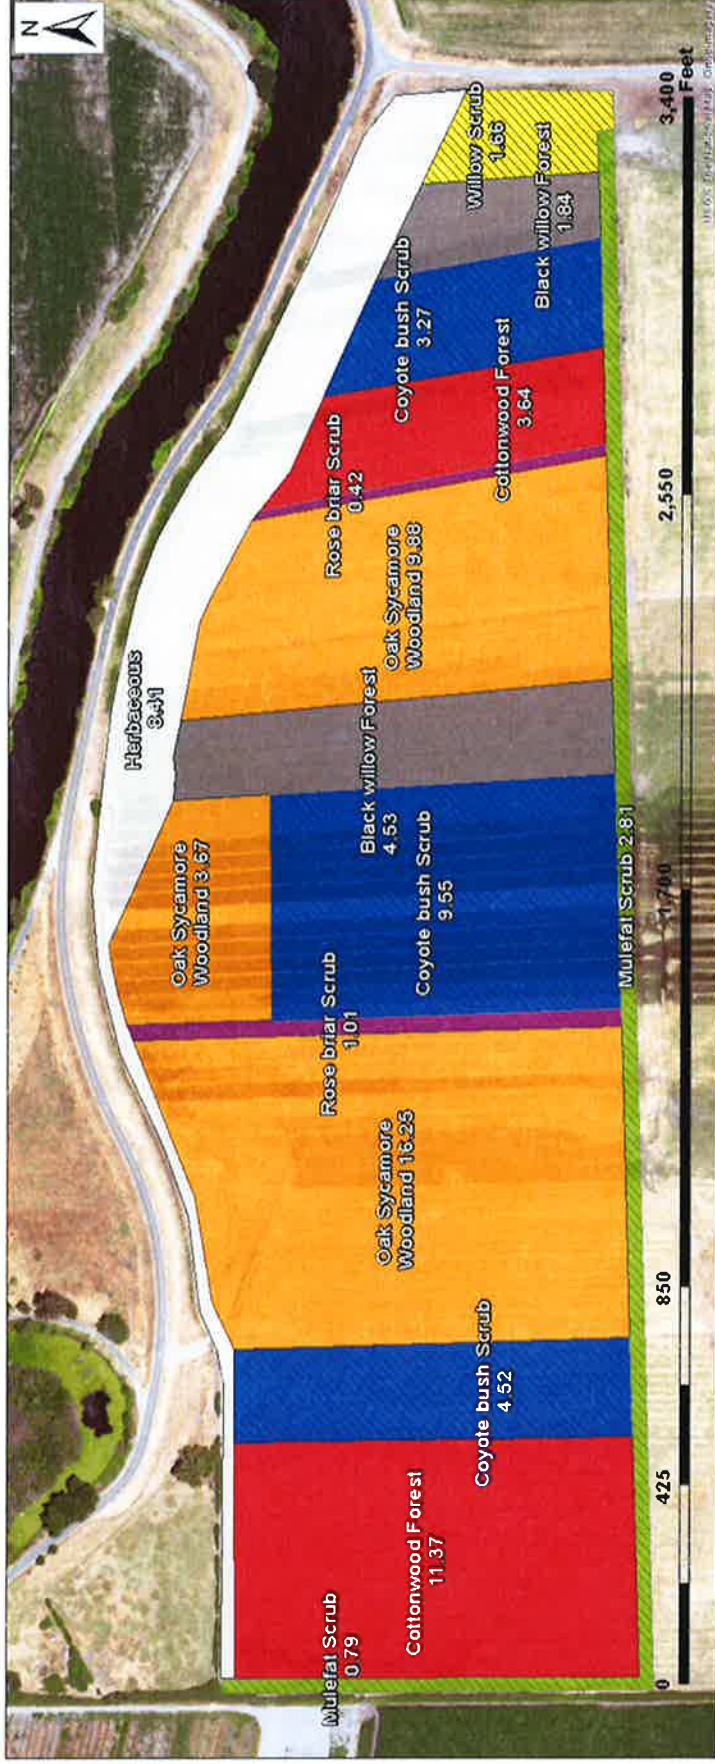 N
Herbaceous
8.41
Mulefat Scrub
0.79
Cottonwood Forest
11.37
Coyote bush Scrub
4.52
Oak Sycamore
Woodland 16.25
Rose briar Scrub
1.01
Oak Sycamore
Woodland 3.67
Coyote bush Scrub
9.55
Black willow Forest
4.53
Oak Sycamore
Woodland 9.88
Rose briar Scrub
0.42
Cottonwood Forest
3.64
Coyote bush Scrub
3.27
Black willow Forest
1.84
Willow Scrub
1.66
Mulefat Scrub 2.81
0 425 850 1,700 2,550 3,400
Feet